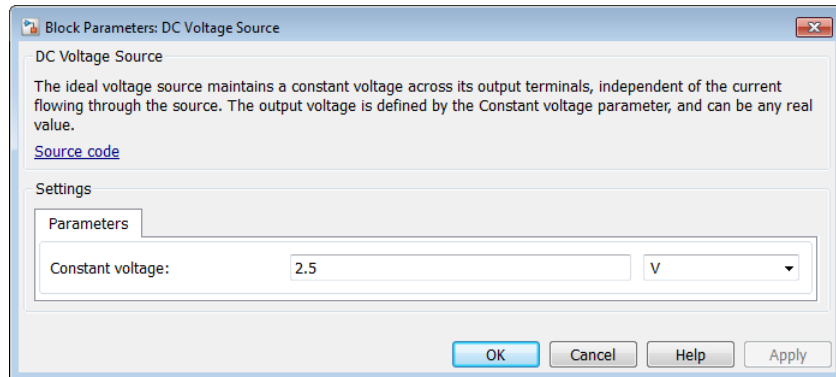 Block Parameters: DC Voltage Source
DC Voltage Source
The ideal voltage source maintains a constant voltage across its output terminals, independent of the current
flowing through the source. The output voltage is defined by the Constant voltage parameter, and can be any real
value.
Source code
Settings
Parameters
Constant voltage: 2.5 V
OK Cancel Help Apply